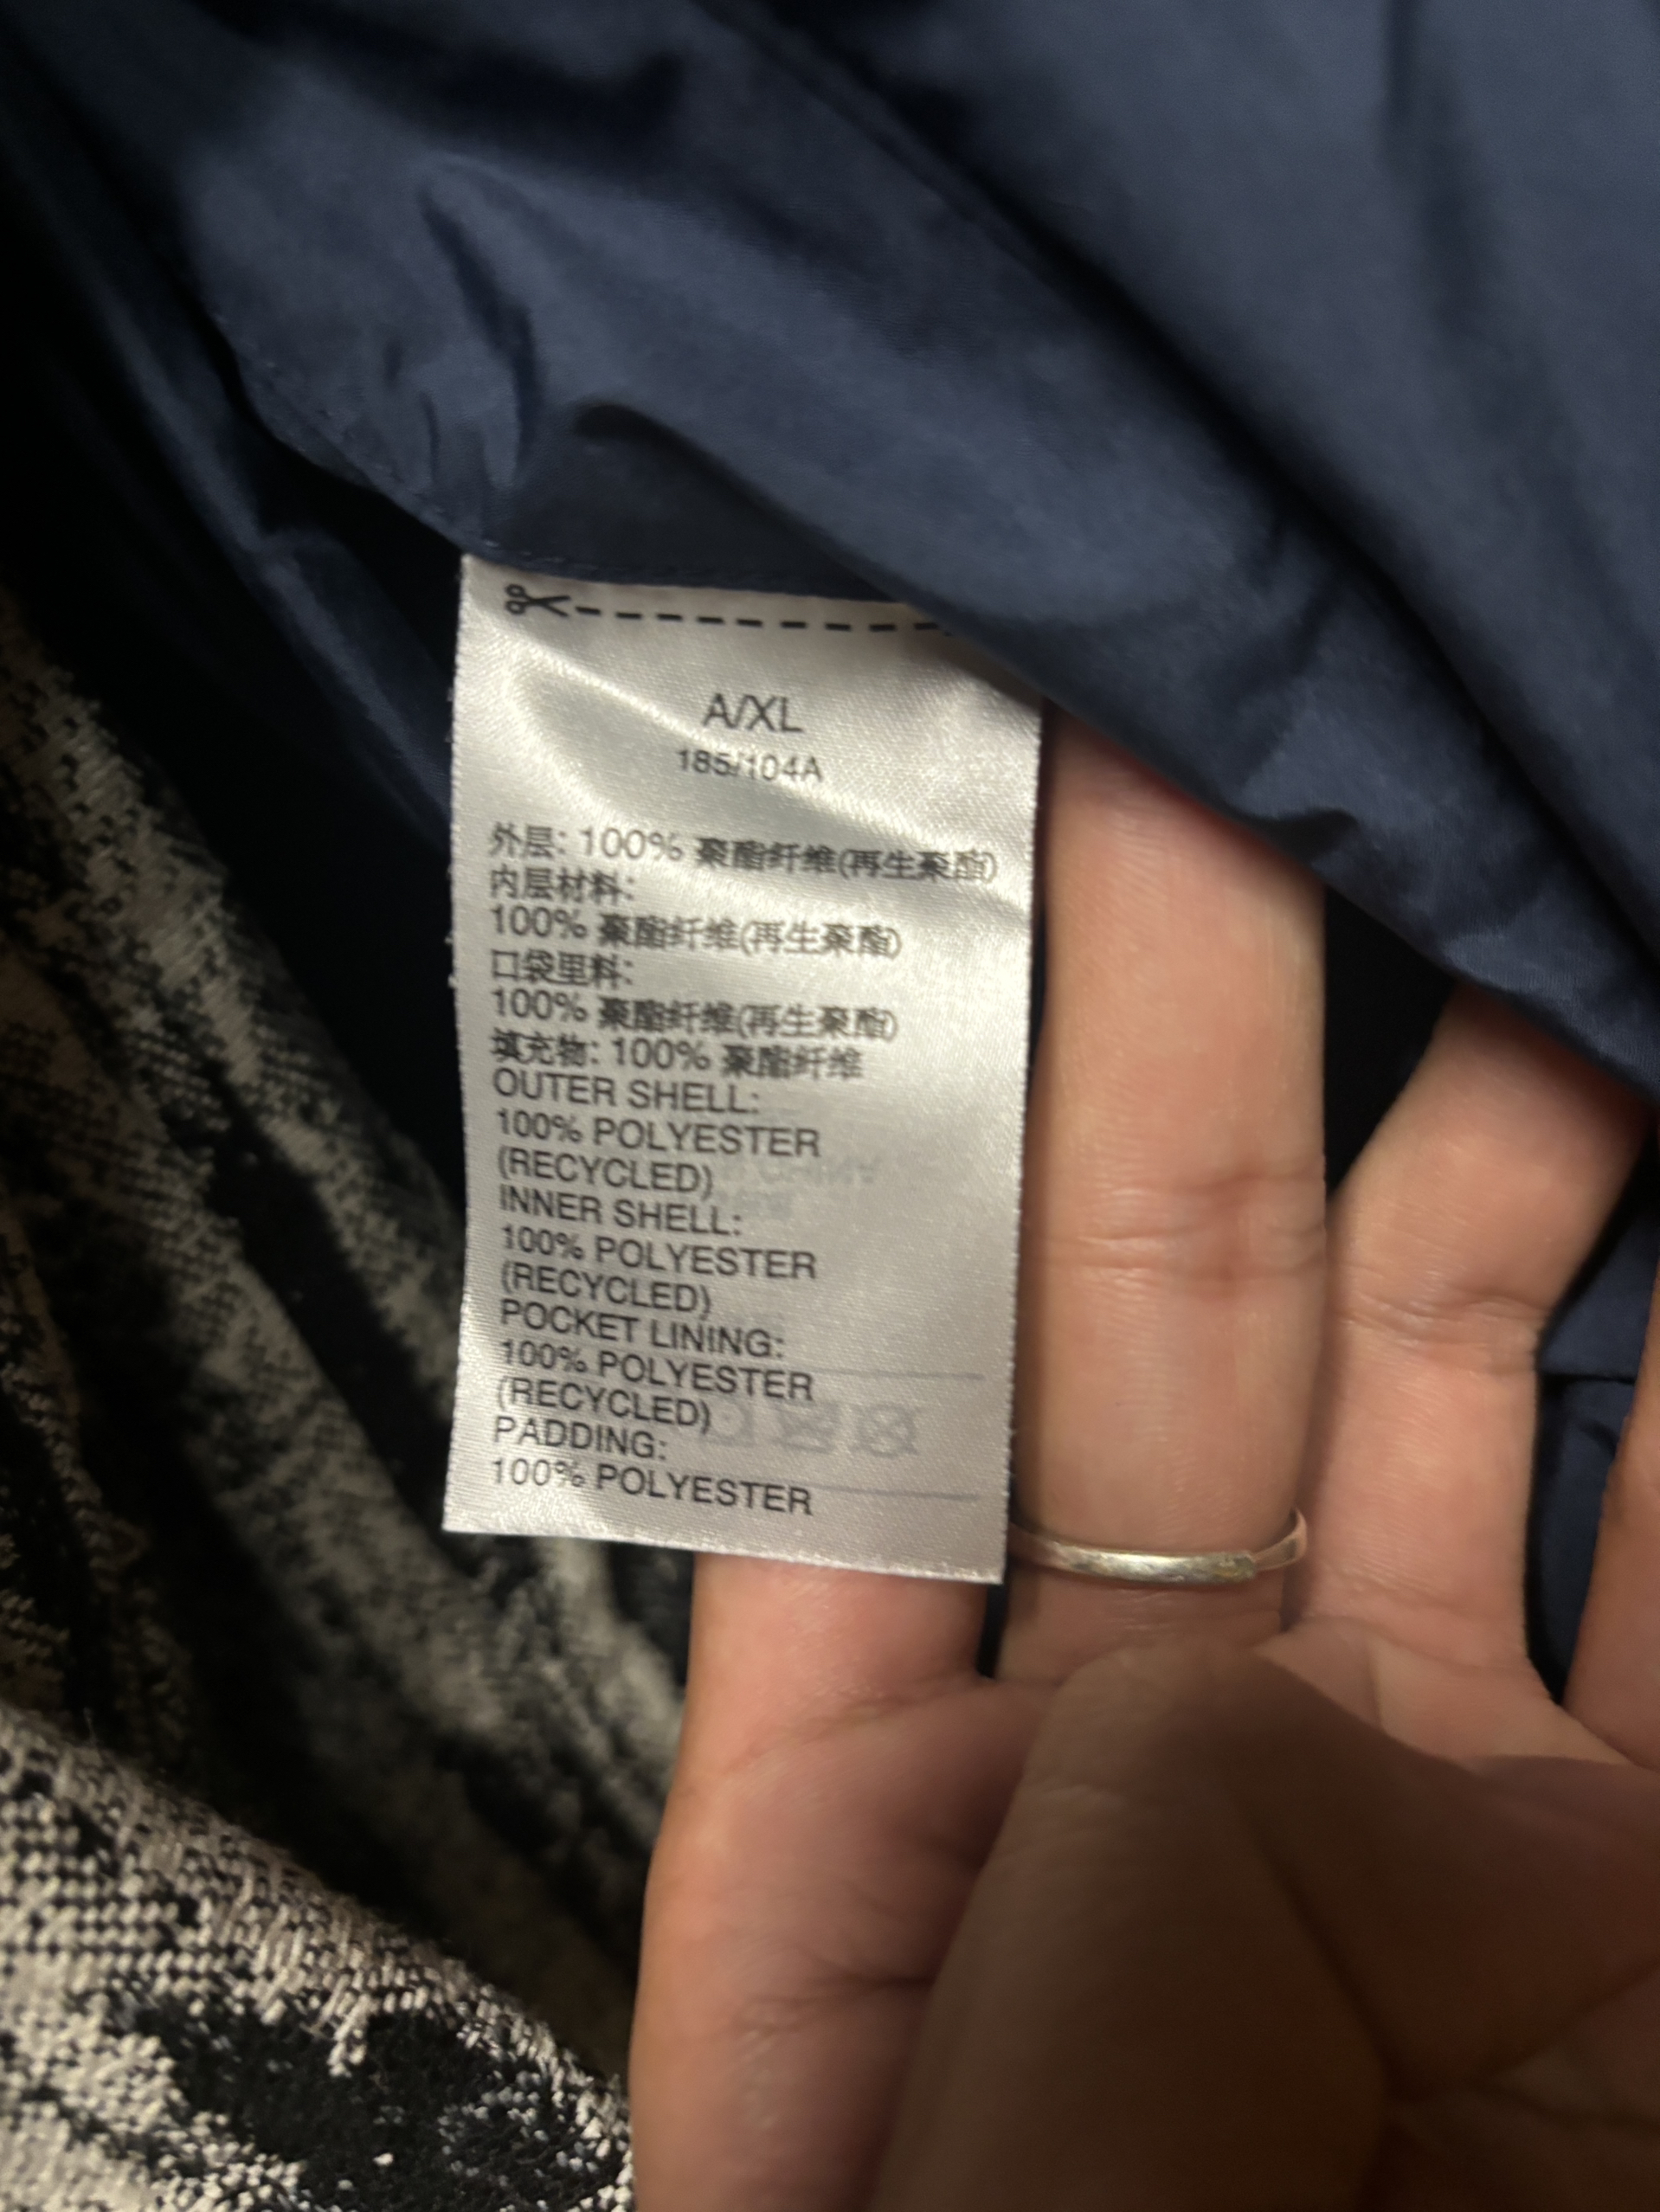 A/XL
185/104A
外层: 100% 聚酯纤维(再生聚酯)
内层材料:
100% 聚酯纤维(再生聚酯)
口袋里料:
100% 聚酯纤维(再生聚酯)
填充物: 100% 聚酯纤维
OUTER SHELL:
100% POLYESTER
(RECYCLED)
INNER SHELL:
100% POLYESTER
(RECYCLED)
POCKET LINING:
100% POLYESTER
(RECYCLED)
PADDING:
100% POLYESTER